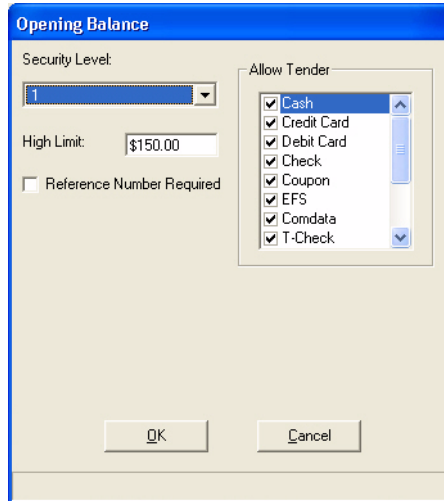 Opening Balance
Security Level:
1
High Limit:
$150.00
Reference Number Required
Allow Tender
Cash
Credit Card
Debit Card
Check
Coupon
EFS
Comdata
T-Check
OK
Cancel